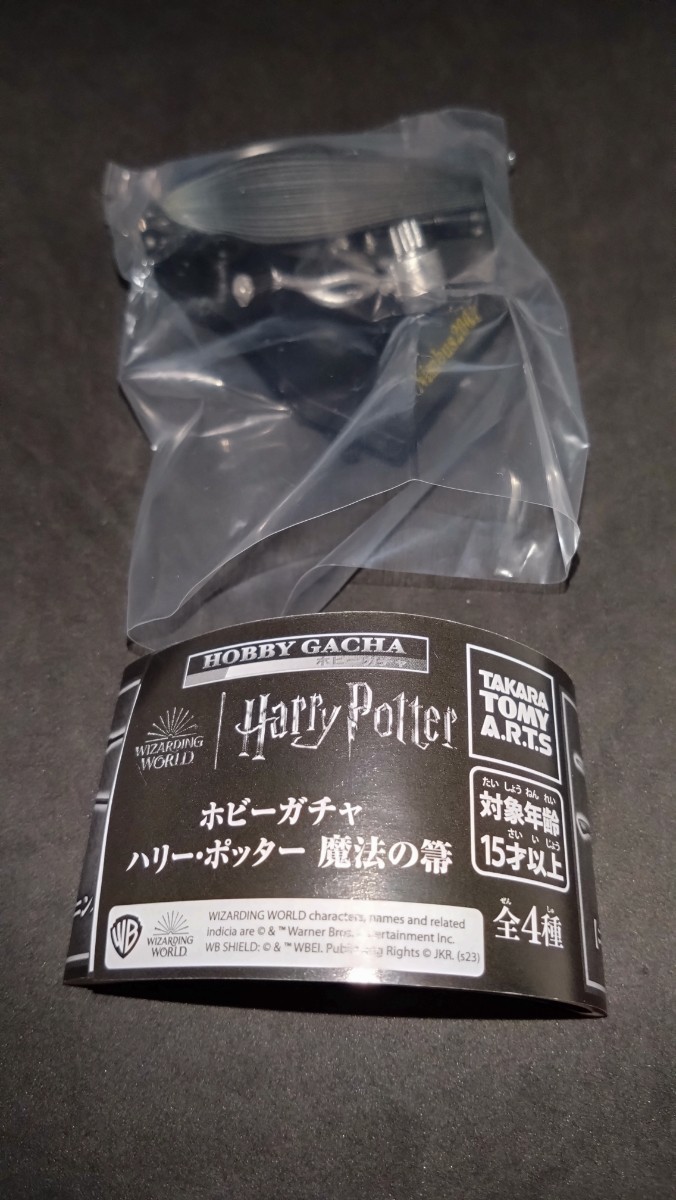 Nimbus2001
HOBBY GACHA
ホビーガチャ
WIZARDING
WORLD
Harry Potter
TAKARA
TOMY
A.R.T.S
ホビーガチャ
ハリー・ポッター 魔法の箒
たいしょうねんれい
対象年齢
さいいじょう
15才以上
WB
WIZARDING
WORLD
WIZARDING WORLD characters, names and related
indicia are © & ™ Warner Bros. Entertainment Inc.
WB SHIELD: © & ™ WBEI. Publishing Rights © JKR. (s23)
ぜん しゅ
全4種